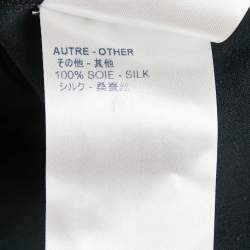 AUTRE - OTHER
その他 - 其他
100% SOIE - SILK
シルク - 桑蚕丝